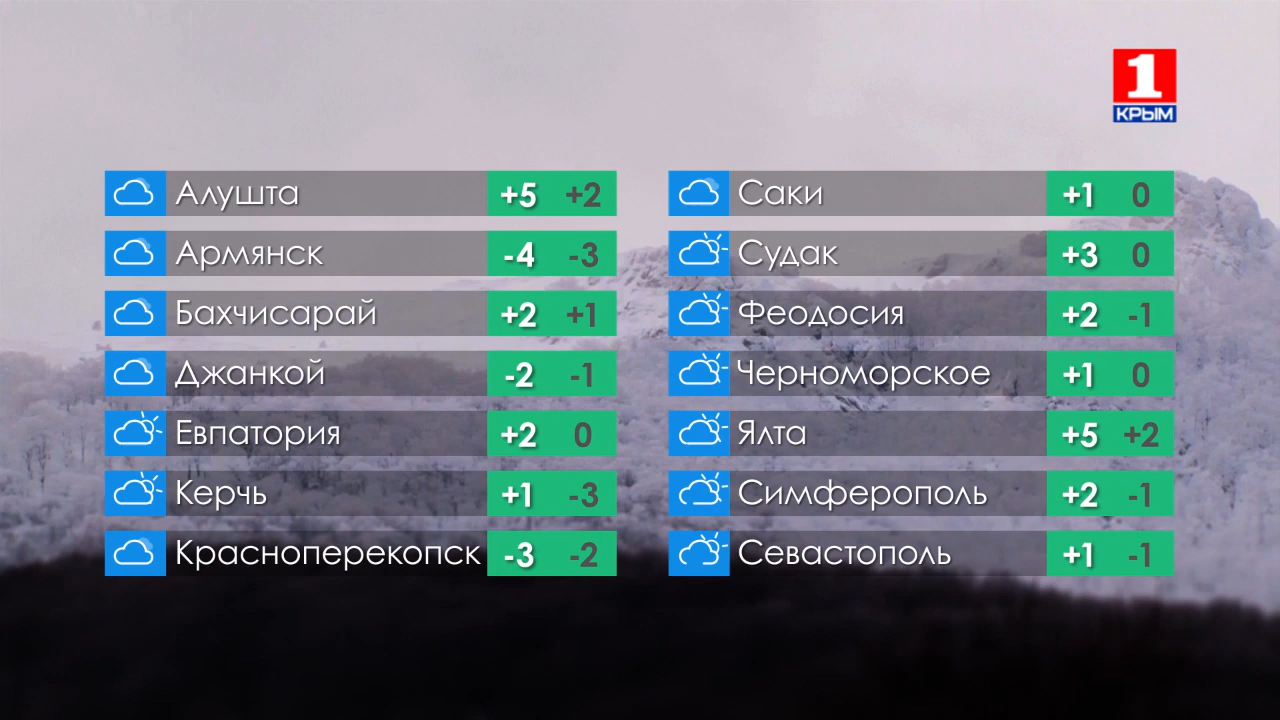 1
КРЫМ
Алушта +5 +2
Армянск -4 -3
Бахчисарай +2 +1
Джанкой -2 -1
Евпатория +2 0
Керчь +1 -3
Красноперекопск -3 -2
Саки +1 0
Судак +3 0
Феодосия +2 -1
Черноморское +1 0
Ялта +5 +2
Симферополь +2 -1
Севастополь +1 -1